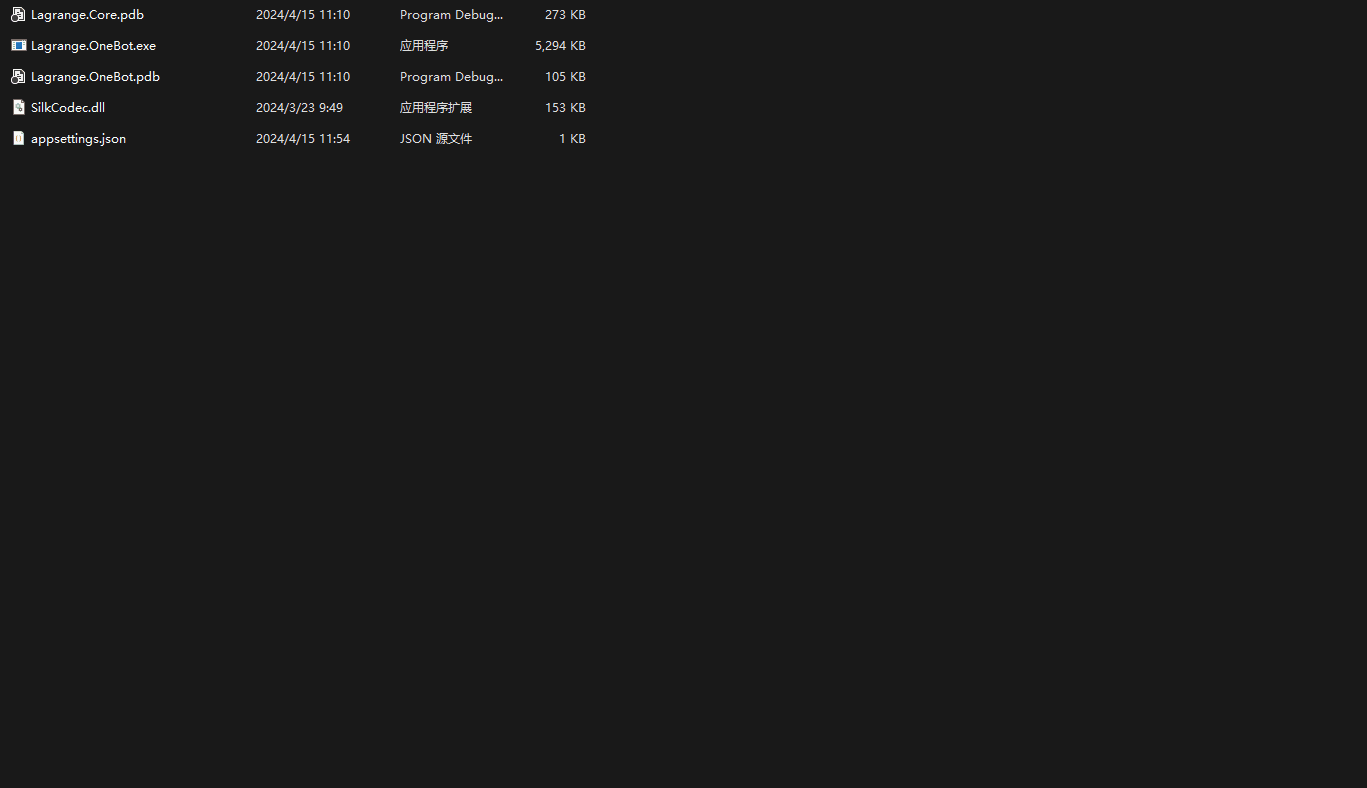 Lagrange.Core.pdb 2024/4/15 11:10 Program Debug... 273 KB
Lagrange.OneBot.exe 2024/4/15 11:10 应用程序 5,294 KB
Lagrange.OneBot.pdb 2024/4/15 11:10 Program Debug... 105 KB
SilkCodec.dll 2024/3/23 9:49 应用程序扩展 153 KB
appsettings.json 2024/4/15 11:54 JSON 源文件 1 KB